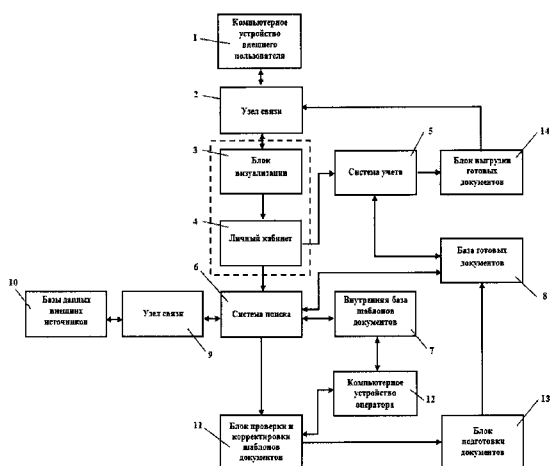 Компьютерное
устройство
внешнего
пользователя
1
2
Узел связи
3
Блок
визуализации
5
Система учета
14
Блок выгрузки
готовых
документов
4
Личный кабинет
6
База готовых
документов
8
10
Базы данных
внешних
источников
Узел связи
9
Система поиска
Внутренняя база
шаблонов
документов
7
Компьютерное
устройство
оператора
12
13
11
Блок проверки и
корректировки
шаблонов
документов
Блок
подготовки
документов